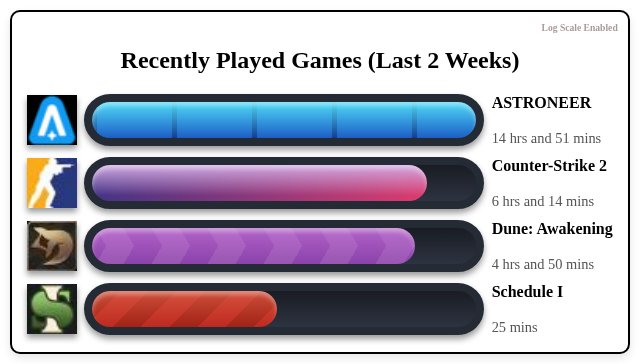 Log Scale Enabled
Recently Played Games (Last 2 Weeks)
ASTRONEER
14 hrs and 51 mins
Counter-Strike 2
6 hrs and 14 mins
Dune: Awakening
4 hrs and 50 mins
Schedule I
25 mins